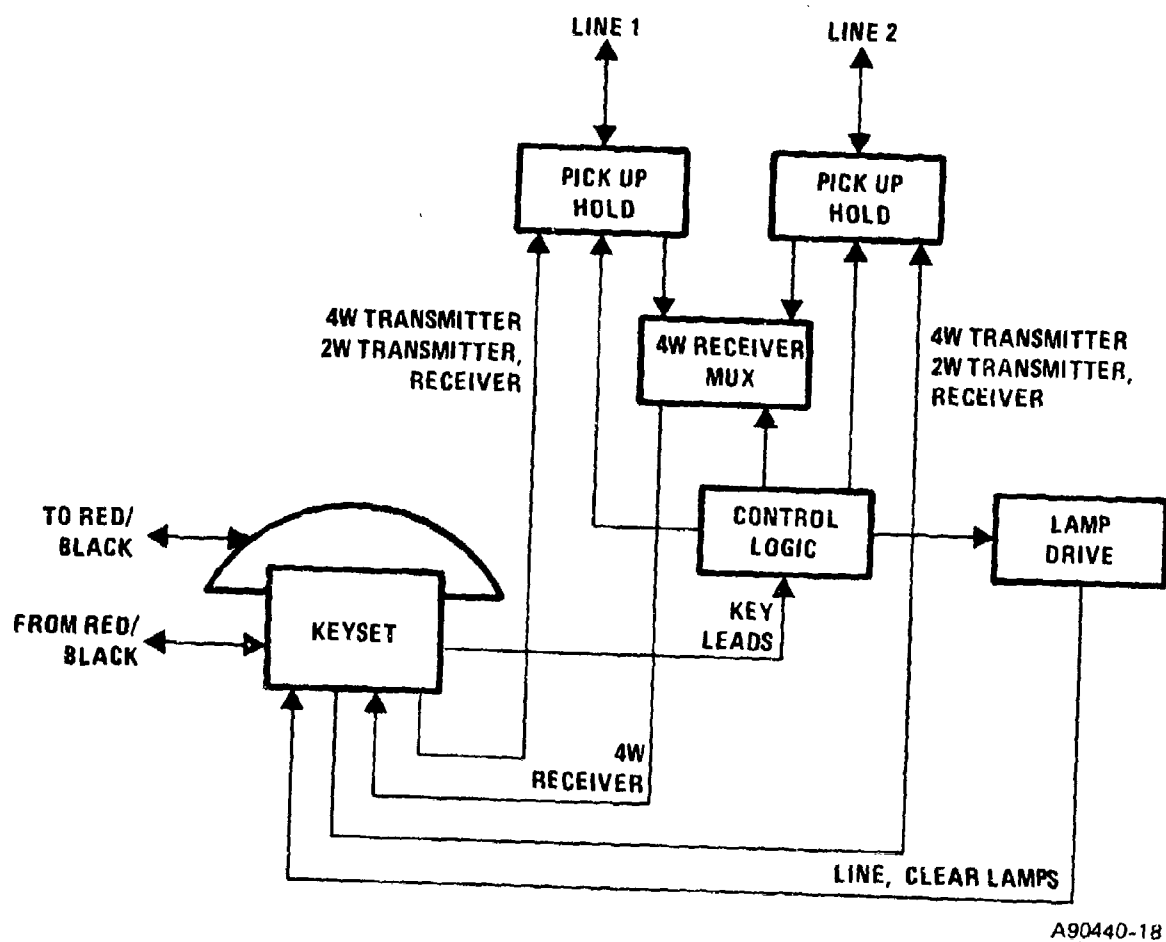 LINE 1
LINE 2
PICK UP
HOLD
PICK UP
HOLD
4W TRANSMITTER
2W TRANSMITTER,
RECEIVER
4W RECEIVER
MUX
4W TRANSMITTER
2W TRANSMITTER,
RECEIVER
TO RED/
BLACK
CONTROL
LOGIC
LAMP
DRIVE
FROM RED/
BLACK
KEYSET
KEY
LEADS
4W
RECEIVER
LINE, CLEAR LAMPS
A90440-18